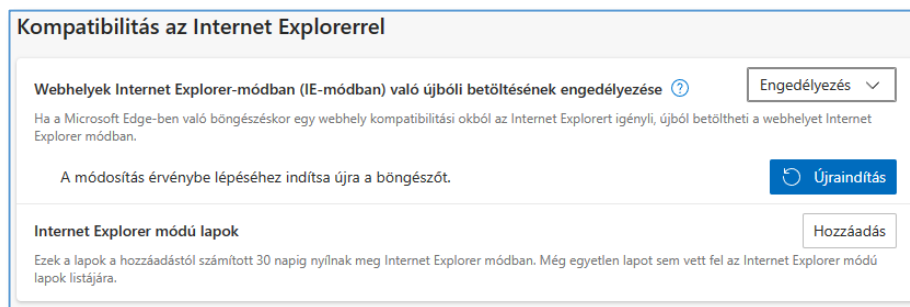 Kompatibilitás az Internet Explorerrel
Webhelyek Internet Explorer-módban (IE-módban) való újbóli betöltésének engedélyezése ?
Engedélyezés
Ha a Microsoft Edge-ben való böngészéskor egy webhely kompatibilitási okból az Internet Explorert igényli, újból betöltheti a webhelyet Internet
Explorer módban.
A módosítás érvénybe lépéséhez indítsa újra a böngészőt.
Újraindítás
Internet Explorer módú lapok
Hozzáadás
Ezek a lapok a hozzáadástól számított 30 napig nyílnak meg Internet Explorer módban. Még egyetlen lapot sem vett fel az Internet Explorer módú
lapok listájára.